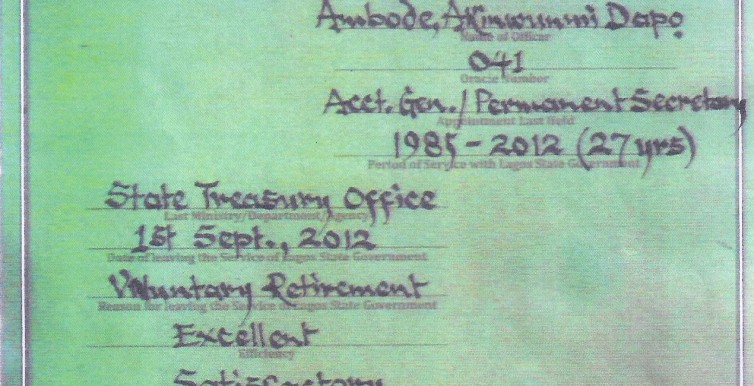 Ambode, Akinwunmi Dapo
Name of Officer
041
Oracle Number
Acct. Gen./ Permanent Secretary
Appointment Last Held
1985 - 2012 (27 yrs)
Period of Service with Lagos State Government
State Treasury Office
Last Ministry/Department/Agency
1st Sept., 2012
Date of leaving the Service of Lagos State Government
Voluntary Retirement
Reason for leaving the Service of Lagos State Government
Excellent
Efficiency
Satisfactory